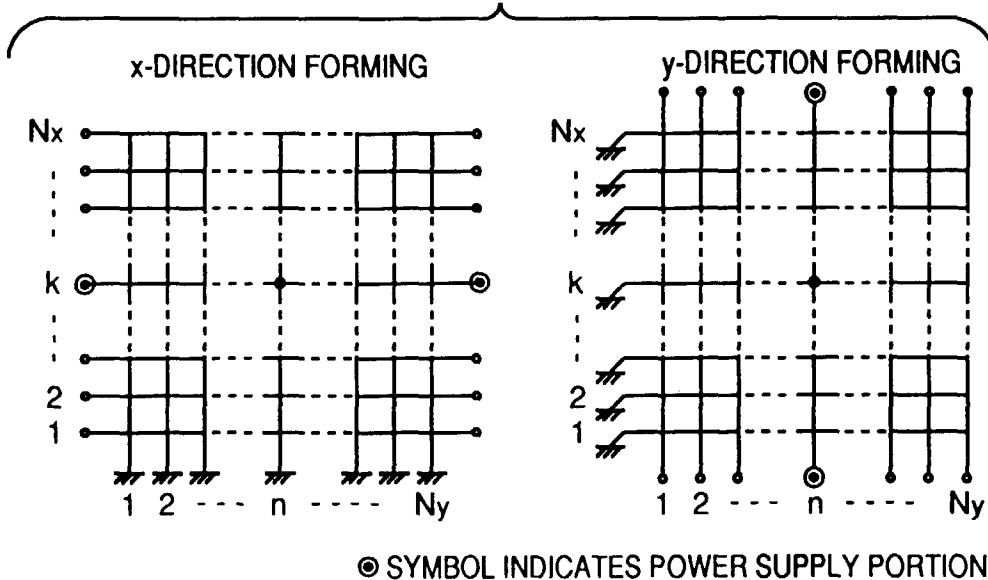 x-DIRECTION FORMING
Nx
k
2
1
1 2 ---- n ---- Ny
y-DIRECTION FORMING
Nx
k
2
1
1 2 ---- n ----- Ny
⦿ SYMBOL INDICATES POWER SUPPLY PORTION